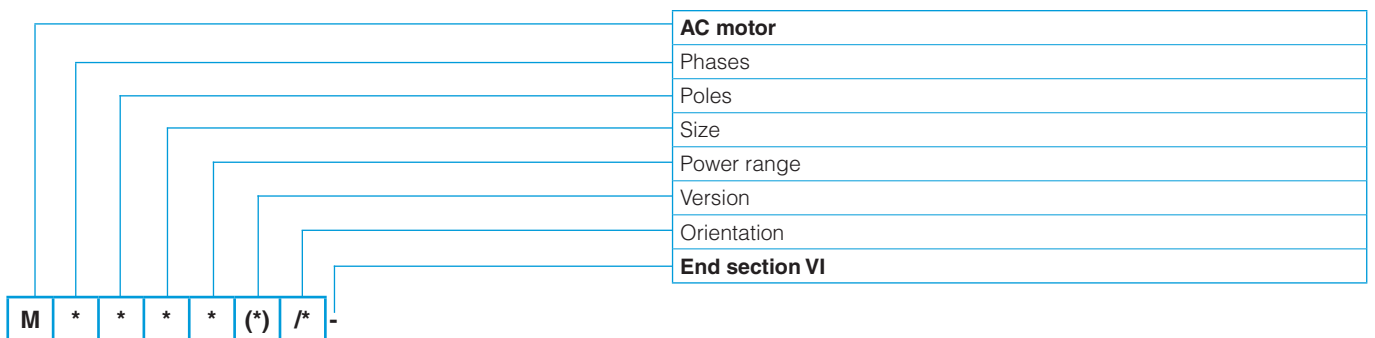 AC motor
Phases
Poles
Size
Power range
Version
Orientation
End section VI
M * * * * (*) /* -